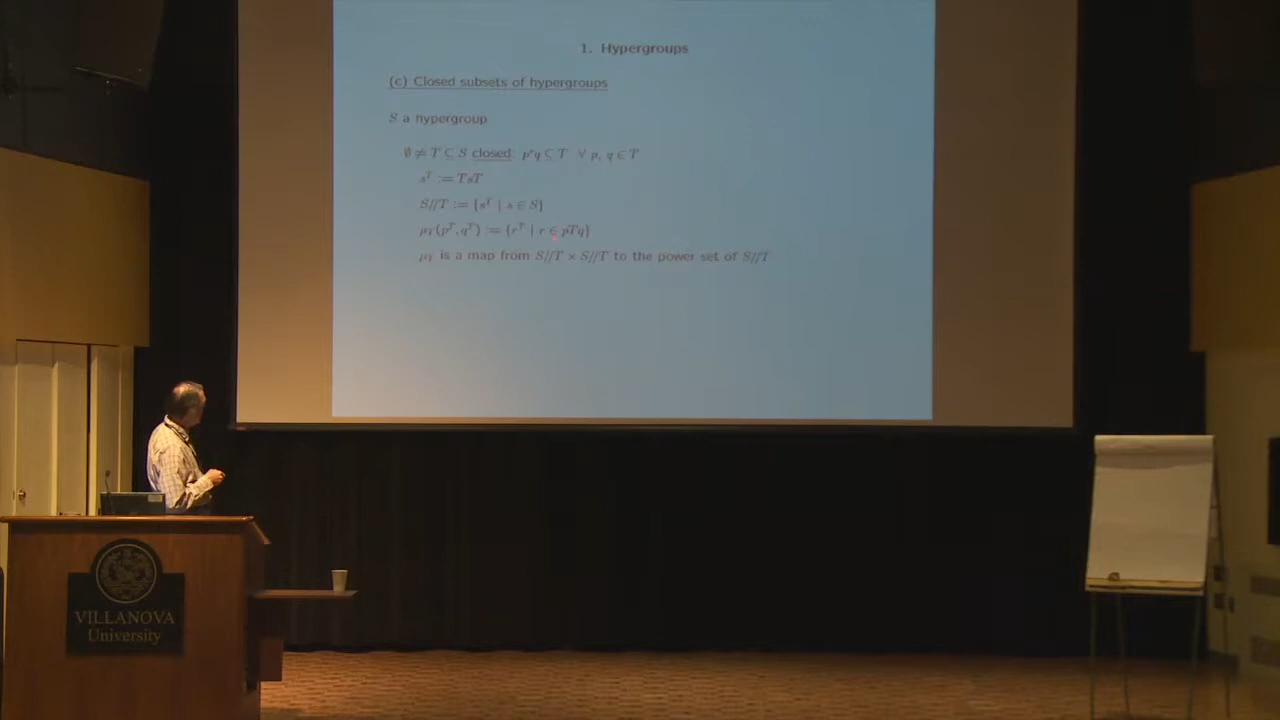 1. Hypergroups
(c) Closed subsets of hypergroups
S a hypergroup
∅ ≠ T ⊆ S closed: p*q ⊆ T ∀ p, q ∈ T
s^T := TsT
S//T := {s^T | s ∈ S}
μ_T(p^T, q^T) := {r^T | r ∈ pTq}
μ_T is a map from S//T × S//T to the power set of S//T
VILLANOVA
University